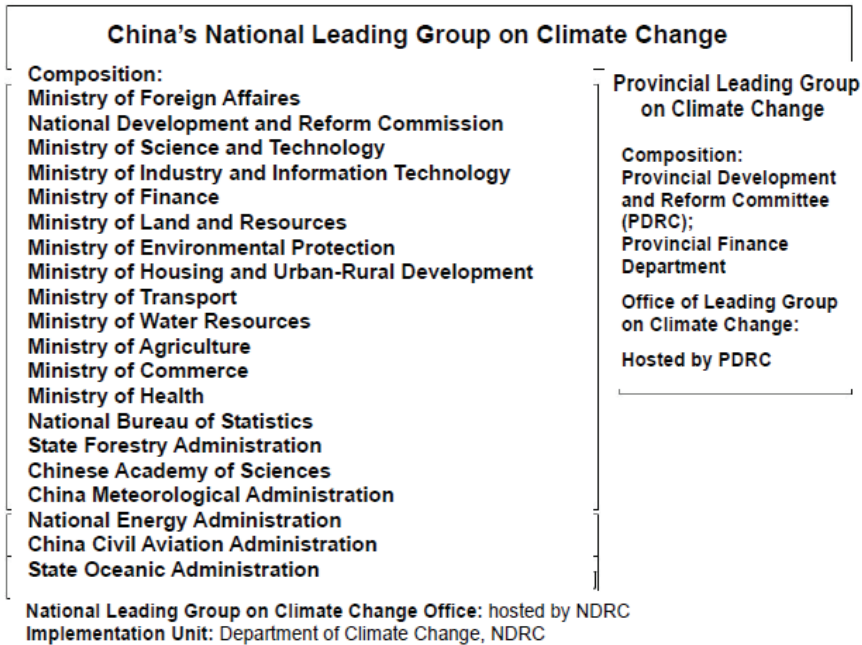 China's National Leading Group on Climate Change
Composition:
Ministry of Foreign Affaires
National Development and Reform Commission
Ministry of Science and Technology
Ministry of Industry and Information Technology
Ministry of Finance
Ministry of Land and Resources
Ministry of Environmental Protection
Ministry of Housing and Urban-Rural Development
Ministry of Transport
Ministry of Water Resources
Ministry of Agriculture
Ministry of Commerce
Ministry of Health
National Bureau of Statistics
State Forestry Administration
Chinese Academy of Sciences
China Meteorological Administration
National Energy Administration
China Civil Aviation Administration
State Oceanic Administration
Provincial Leading Group
on Climate Change
Composition:
Provincial Development
and Reform Committee
(PDRC);
Provincial Finance
Department
Office of Leading Group
on Climate Change:
Hosted by PDRC
National Leading Group on Climate Change Office: hosted by NDRC
Implementation Unit: Department of Climate Change, NDRC